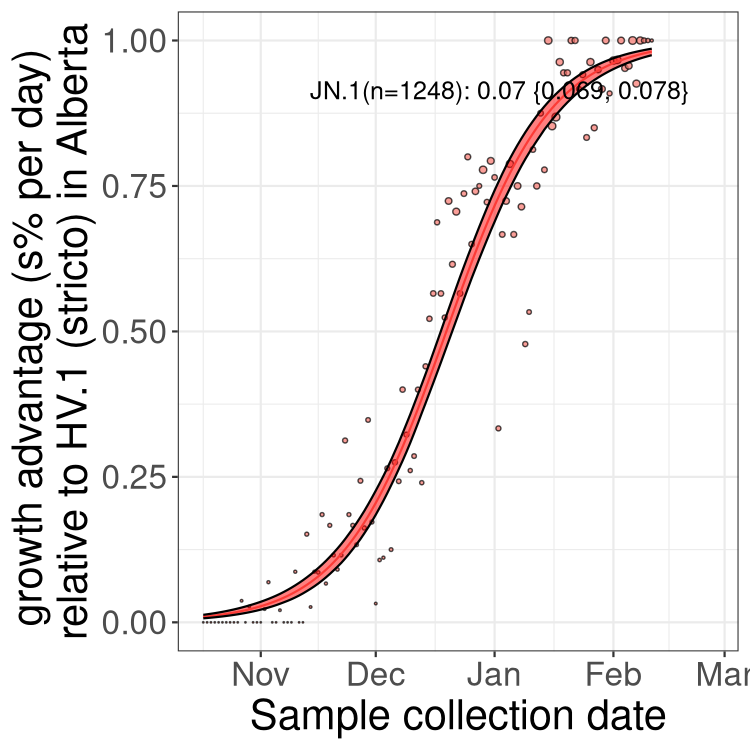 growth advantage (s% per day)
relative to HV.1 (stricto) in Alberta
1.00
0.75
0.50
0.25
0.00
JN.1(n=1248): 0.07 {0.069, 0.078}
Nov Dec Jan Feb Mar
Sample collection date